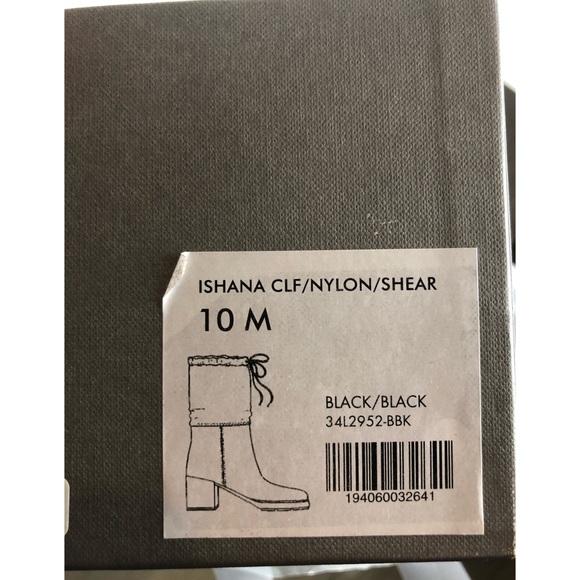 ISHANA CLF/NYLON/SHEAR
10 M
BLACK/BLACK
34L2952-BBK
194060032641